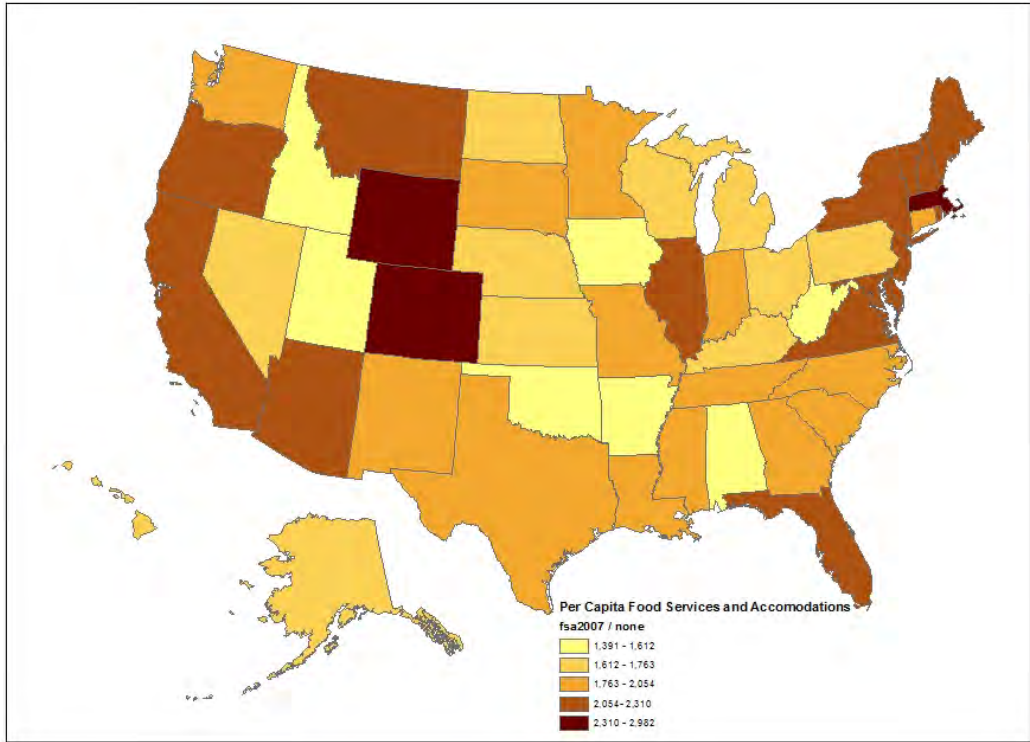 Per Capita Food Services and Accomodations
fsa2007 / none
1,391 - 1,612
1,612 - 1,763
1,763 - 2,054
2,054 - 2,310
2,310 - 2,982